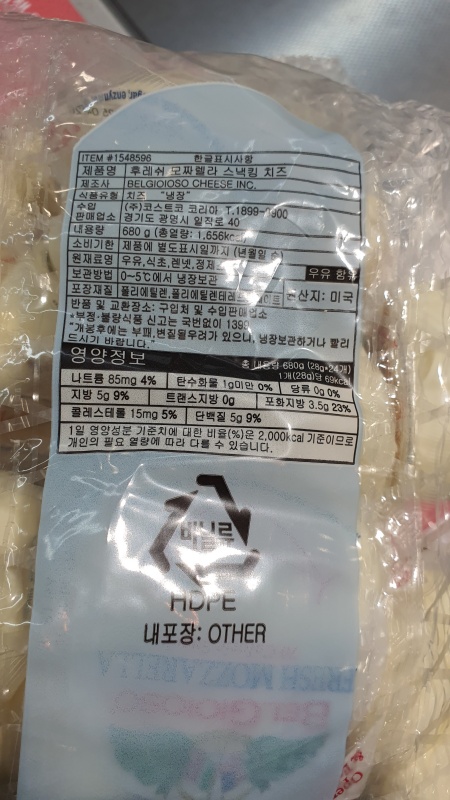 ITEM #1548596 한글표시사항
제품명 후레쉬 모짜렐라 스낵킹 치즈
제조사 BELGIOIOSO CHEESE INC.
식품유형 치즈, "냉장"
수입판매업소 (주)코스트코 코리아 T.1899-9900
경기도 광명시 일직로 40
내용량 680 g (총열량: 1,656kcal)
소비기한 제품에 별도표시일까지 (년월일 순)
원재료명 우유,식초,렌넷,정제 우유 함유
보관방법 0~5℃에서 냉장보관
포장재질 폴리에틸렌,폴리에틸렌테레 원산지: 미국
반품 및 교환장소: 구입처 및 수입판매업소
*부정·불량식품 신고는 국번없이 1399
"개봉후에는 부패,변질될우려가 있으니, 냉장보관하거나 빨리
드시기 바랍니다."
영양정보 총 내용량 680g (28g*24개)
1개(28g)당 69kcal
나트륨 85mg 4% 탄수화물 1g미만 0% 당류 0g 0%
지방 5g 9% 트랜스지방 0g 포화지방 3.5g 23%
콜레스테롤 15mg 5% 단백질 5g 9%
1일 영양성분 기준치에 대한 비율(%)은 2,000kcal 기준이므로
개인의 필요 열량에 따라 다를 수 있습니다.
비닐류
HDPE
내포장: OTHER
FRESH MOZZARELLA
BELGIOIOSO